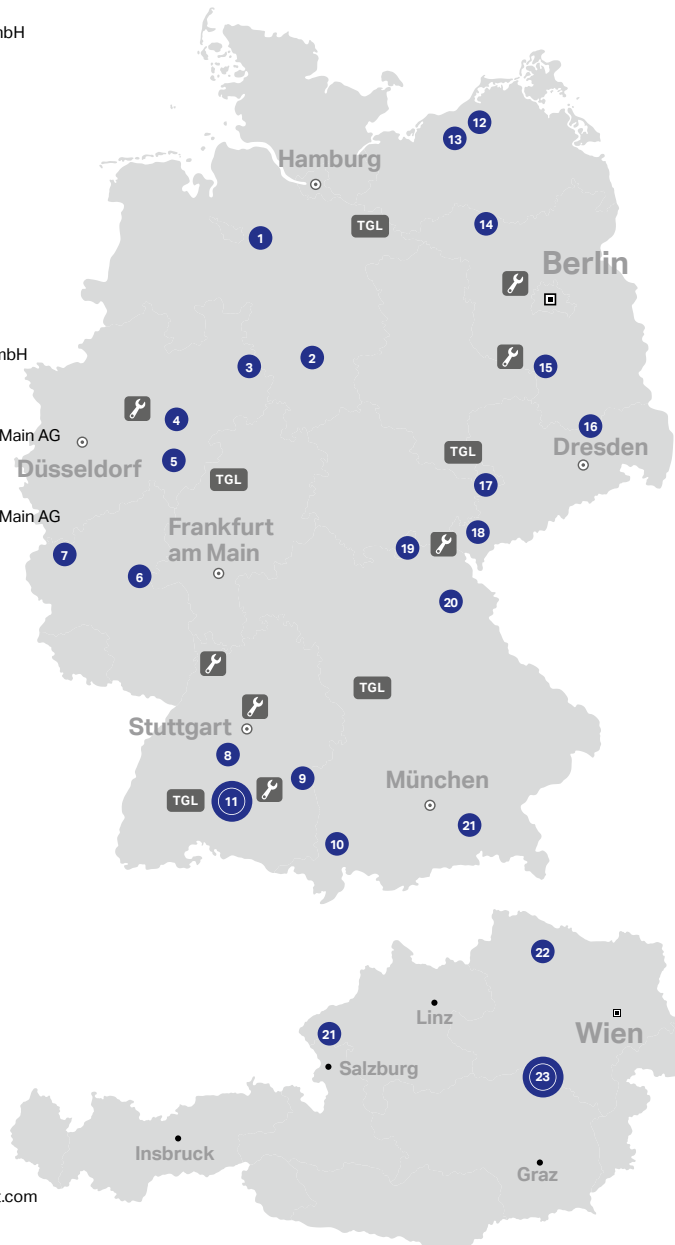 mbH
Hamburg
12
13
TGL
14
1
Berlin
mbH
2
3
15
4
16
Main AG
Düsseldorf
5
TGL
TGL
Dresden
17
Main AG
Frankfurt
am Main
18
19
7
6
20
TGL
Stuttgart
8
9
München
TGL
11
21
10
22
Linz
Wien
21
Salzburg
23
Insbruck
Graz
t.com